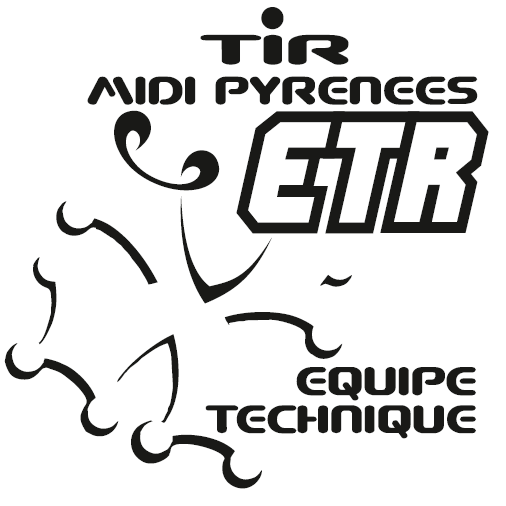 TiR
MIDI PYRENEES
ETR
EQUIPE
TECHNIQUE